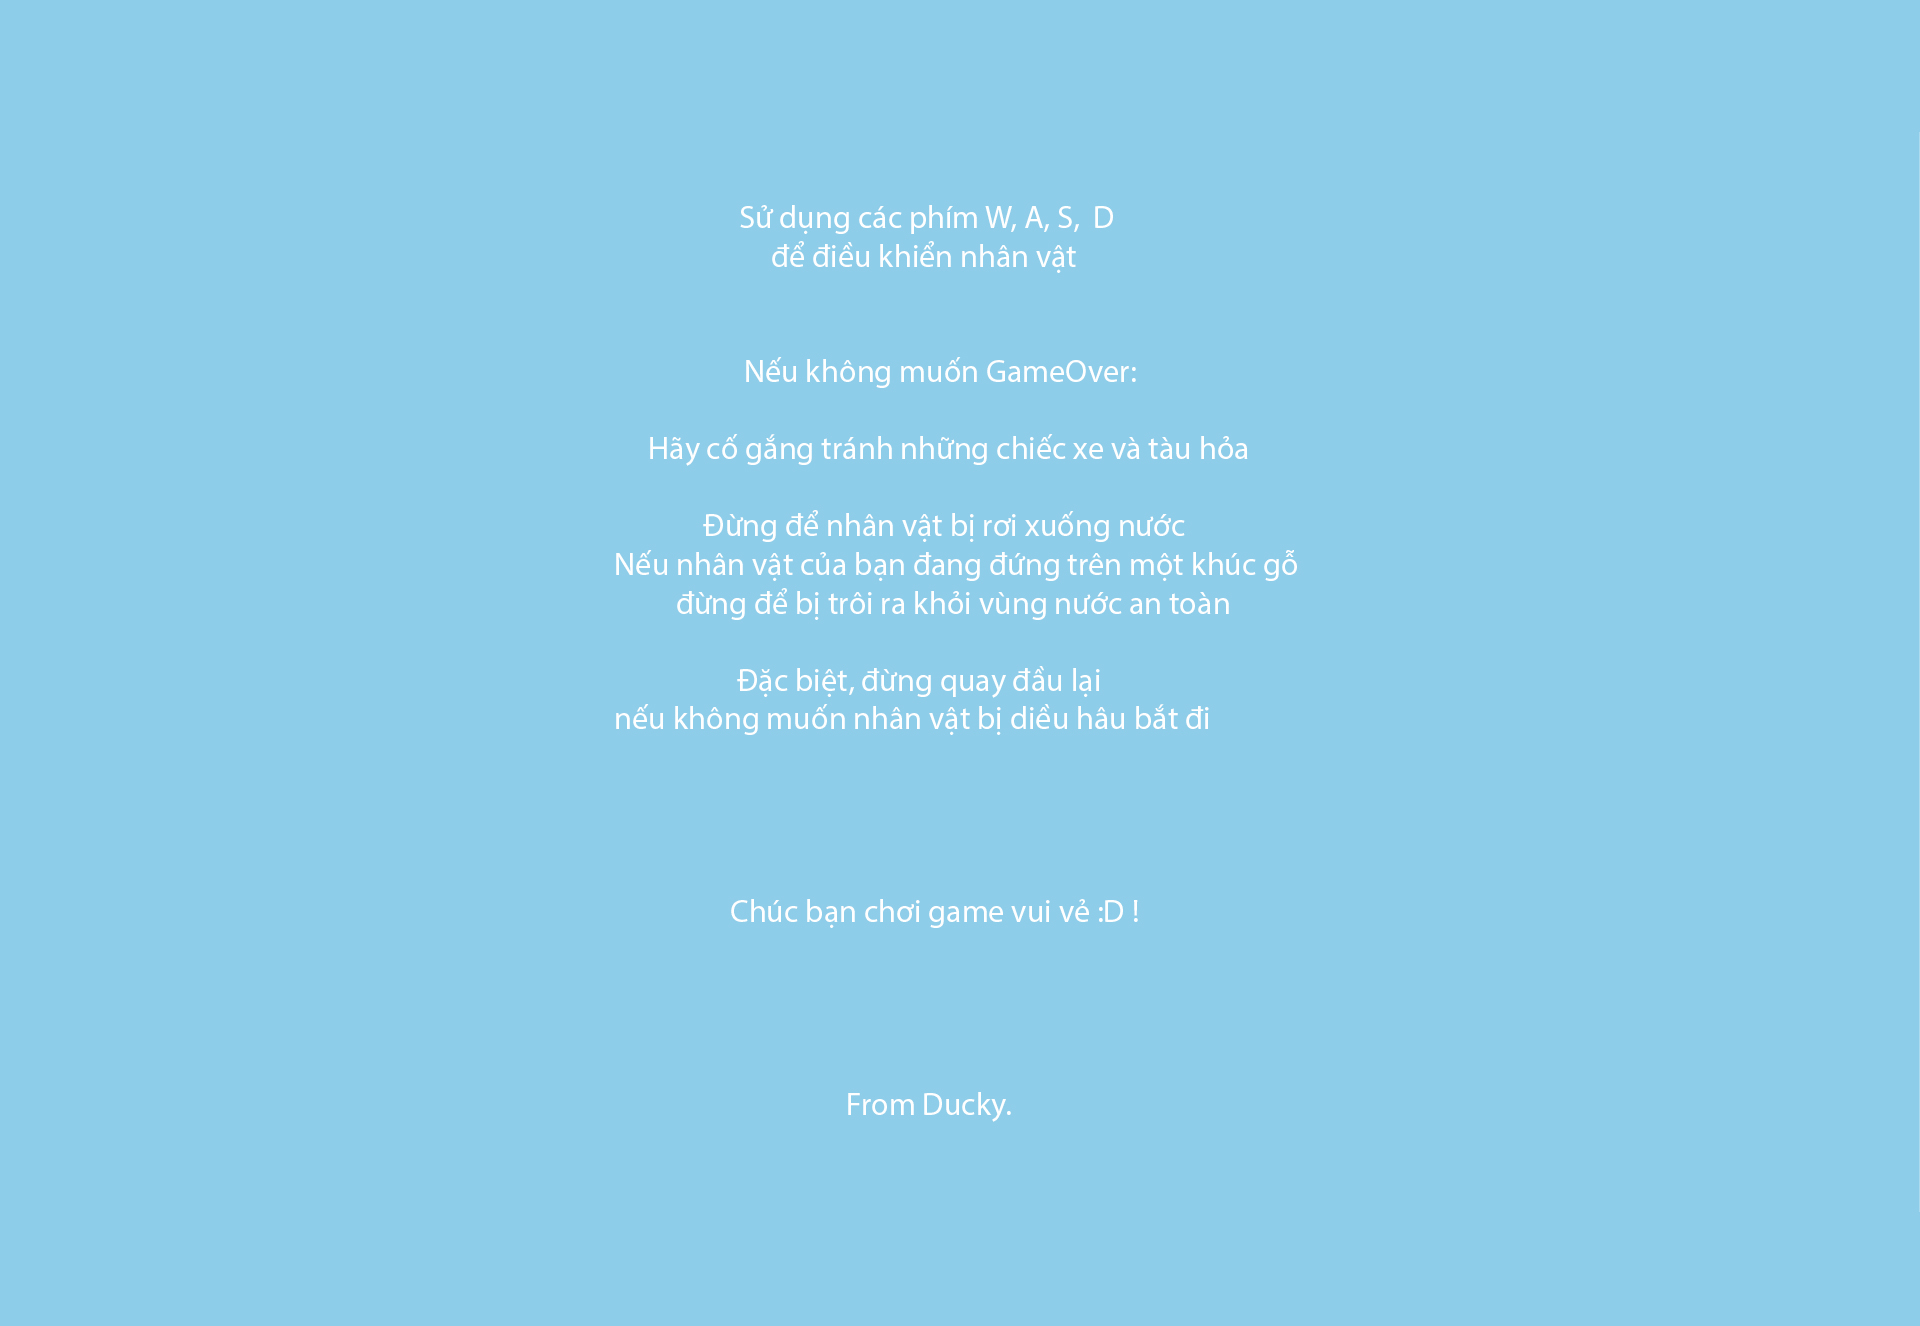 Sử dụng các phím W, A, S, D
để điều khiển nhân vật
Nếu không muốn GameOver:
Hãy cố gắng tránh những chiếc xe và tàu hỏa
Đừng để nhân vật bị rơi xuống nước
Nếu nhân vật của bạn đang đứng trên một khúc gỗ
đừng để bị trôi ra khỏi vùng nước an toàn
Đặc biệt, đừng quay đầu lại
nếu không muốn nhân vật bị diều hâu bắt đi
Chúc bạn chơi game vui vẻ :D !
From Ducky.